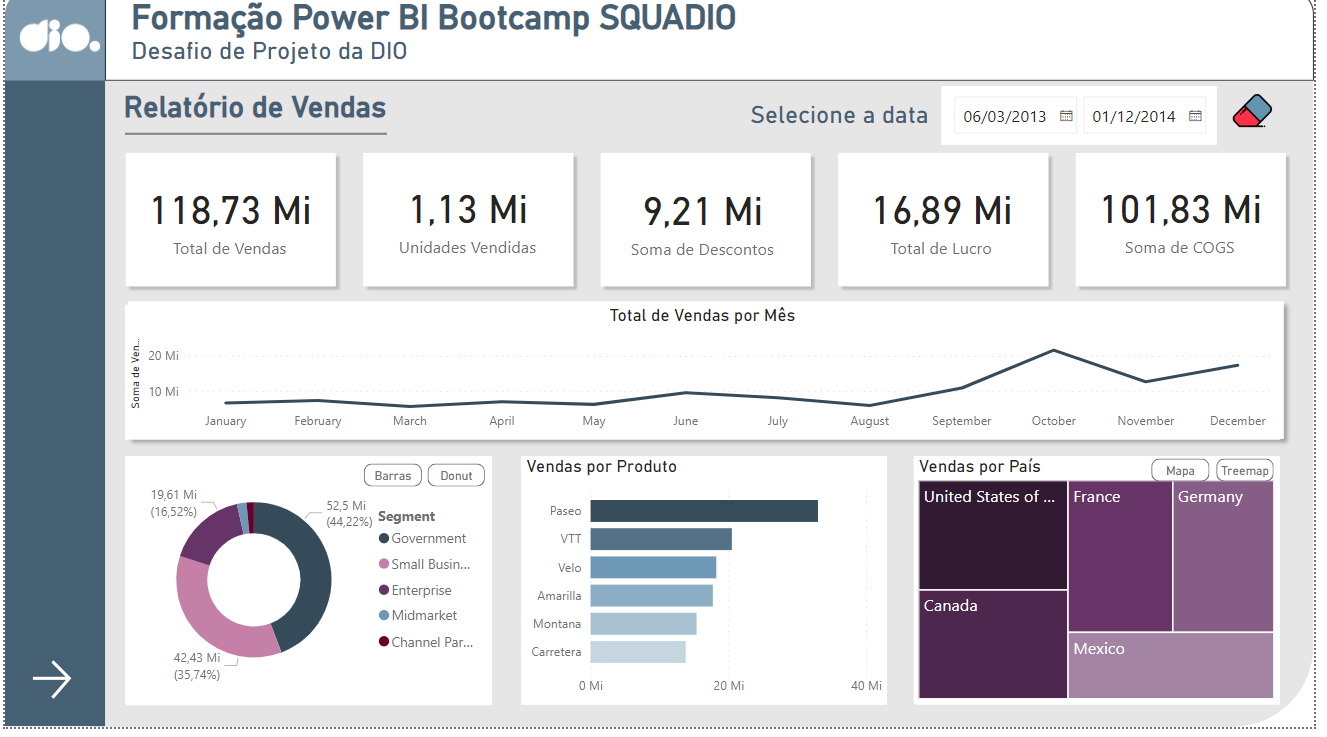 dio.
Formação Power BI Bootcamp SQUADIO
Desafio de Projeto da DIO
Relatório de Vendas
Selecione a data
06/03/2013
01/12/2014
118,73 Mi
Total de Vendas
1,13 Mi
Unidades Vendidas
9,21 Mi
Soma de Descontos
16,89 Mi
Total de Lucro
101,83 Mi
Soma de COGS
Total de Vendas por Mês
Soma de Ven...
20 Mi
10 Mi
January February March April May June July August September October November December
Barras Donut
19,61 Mi
(16,52%)
52,5 Mi
(44,22%)
42,43 Mi
(35,74%)
Segment
Government
Small Busin...
Enterprise
Midmarket
Channel Par...
Vendas por Produto
Paseo
VTT
Velo
Amarilla
Montana
Carretera
0 Mi 20 Mi 40 Mi
Vendas por País
Mapa Treemap
United States of ...
France
Germany
Canada
Mexico